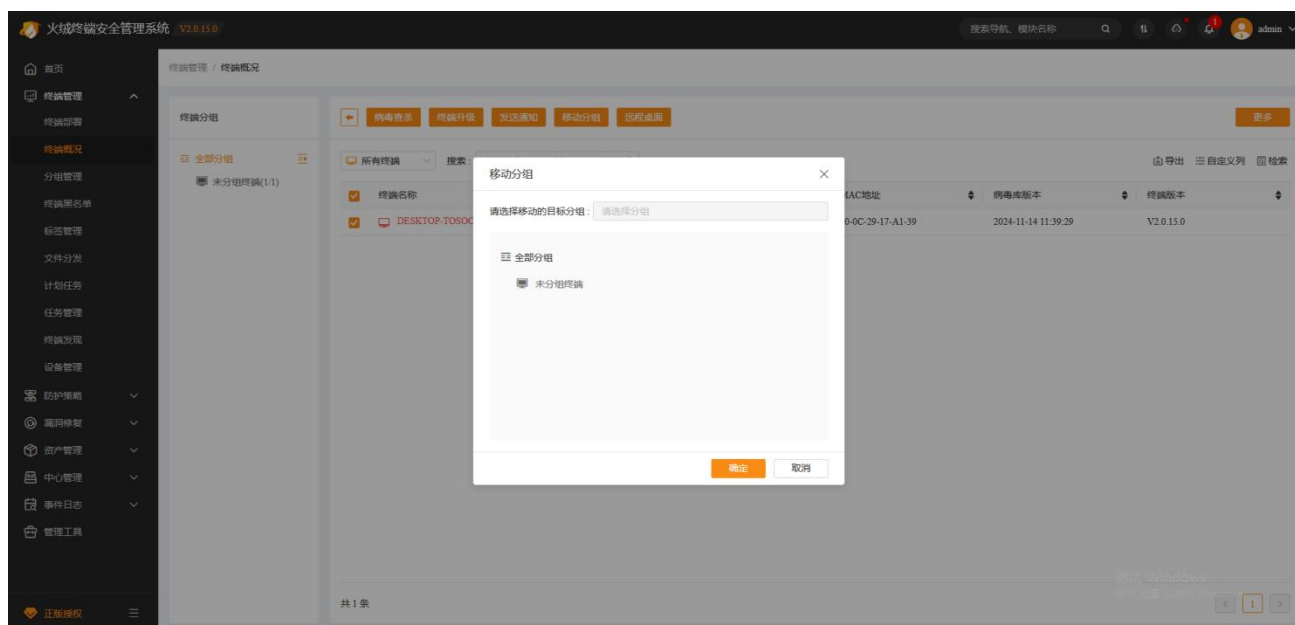 火绒终端安全管理系统 V2.0.15.0
搜索导航、模块名称
1
admin
首页
终端管理
终端部署
终端概况
分组管理
终端黑名单
标签管理
文件分发
计划任务
任务管理
终端发现
设备管理
防护策略
漏洞修复
资产管理
中心管理
事件日志
管理工具
正版授权
终端管理 / 终端概况
终端分组
全部分组
未分组终端(1/1)
病毒查杀 终端升级 发送通知 移动分组 远程桌面 更多
所有终端 搜索: 导出 自定义列 检索
终端名称 MAC地址 病毒库版本 终端版本
DESKTOP-TOSOC 0-0C-29-17-A1-39 2024-11-14 11:39:29 V2.0.15.0
移动分组
请选择移动的目标分组: 请选择分组
全部分组
未分组终端
确定 取消
激活 Windows
共1条
1